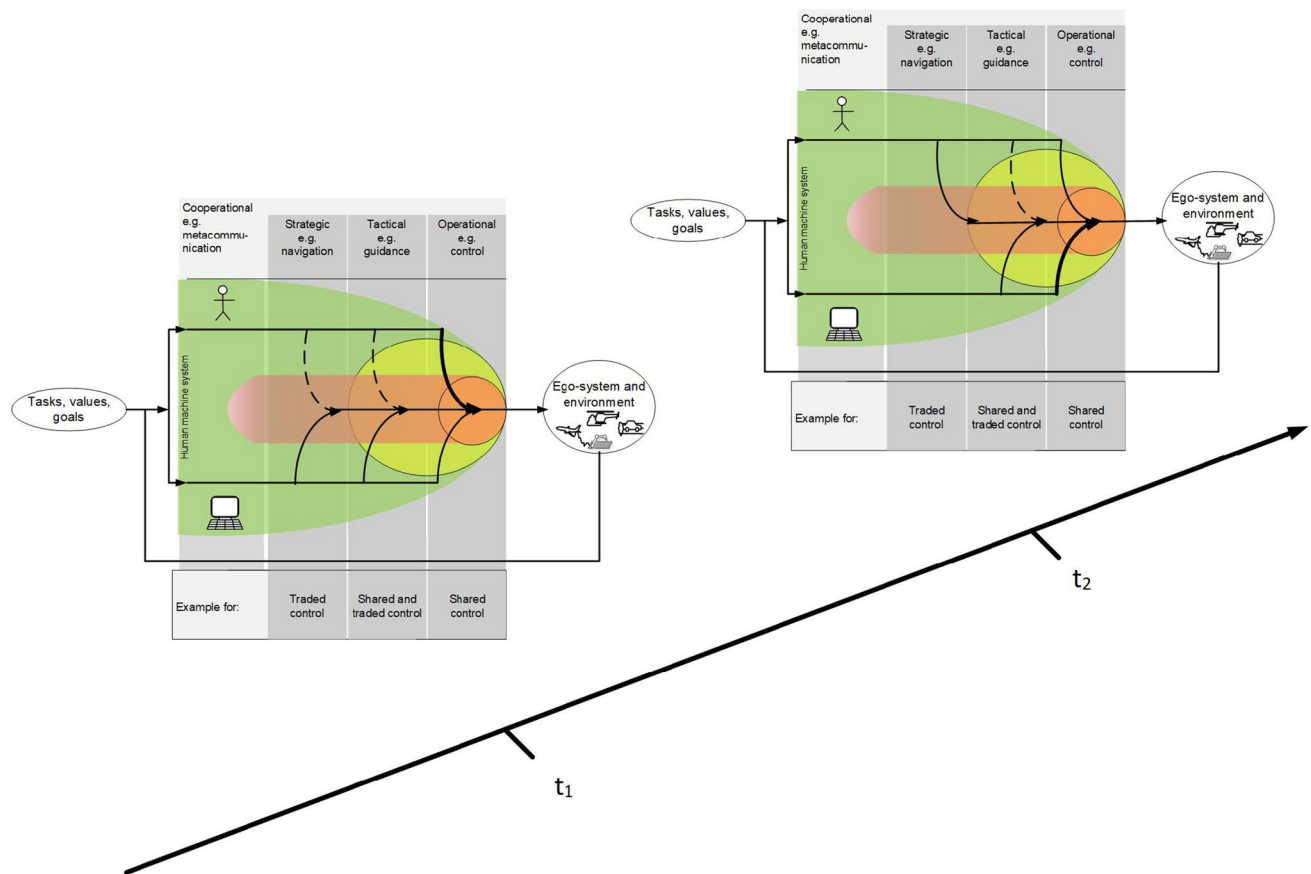 Cooperational
e.g.
metacommu-
nication
Strategic
e.g.
navigation
Tactical
e.g.
guidance
Operational
e.g.
control
Human machine system
Tasks, values,
goals
Ego-system and
environment
Example for:
Traded
control
Shared and
traded control
Shared
control
t₁
Cooperational
e.g.
metacommu-
nication
Strategic
e.g.
navigation
Tactical
e.g.
guidance
Operational e.g.
control
Human machine system
Tasks, values,
goals
Ego-system and
environment
Example for:
Traded
control
Shared and
traded control
Shared
control
t₂